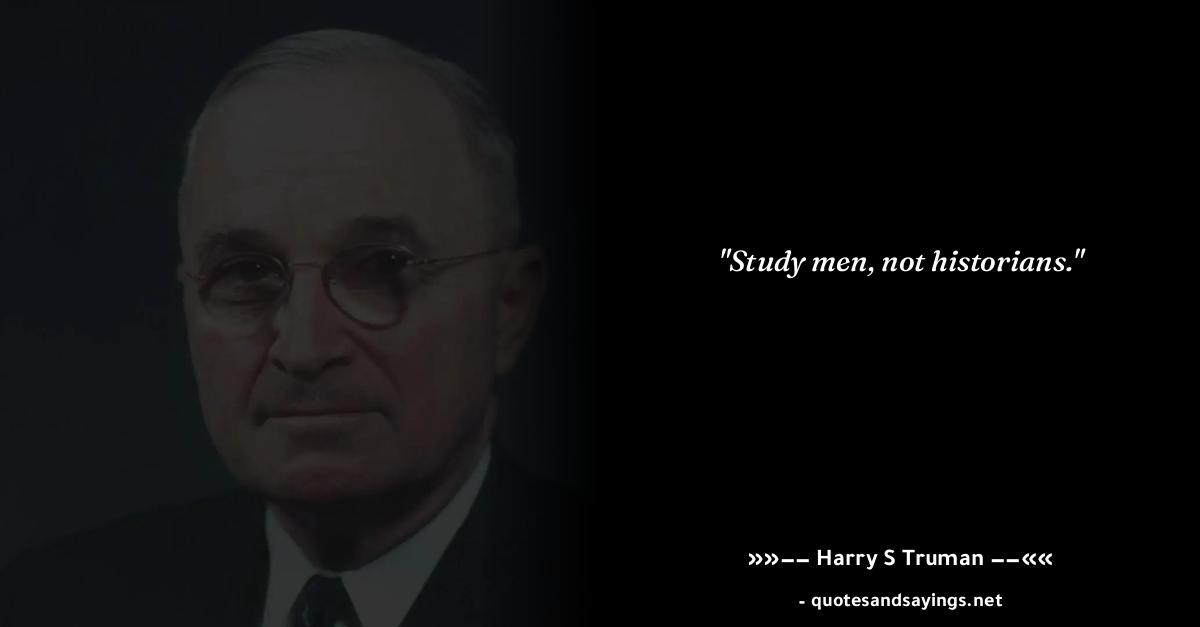 "Study men, not historians."
»»–– Harry S Truman ––««
- quotesandsayings.net